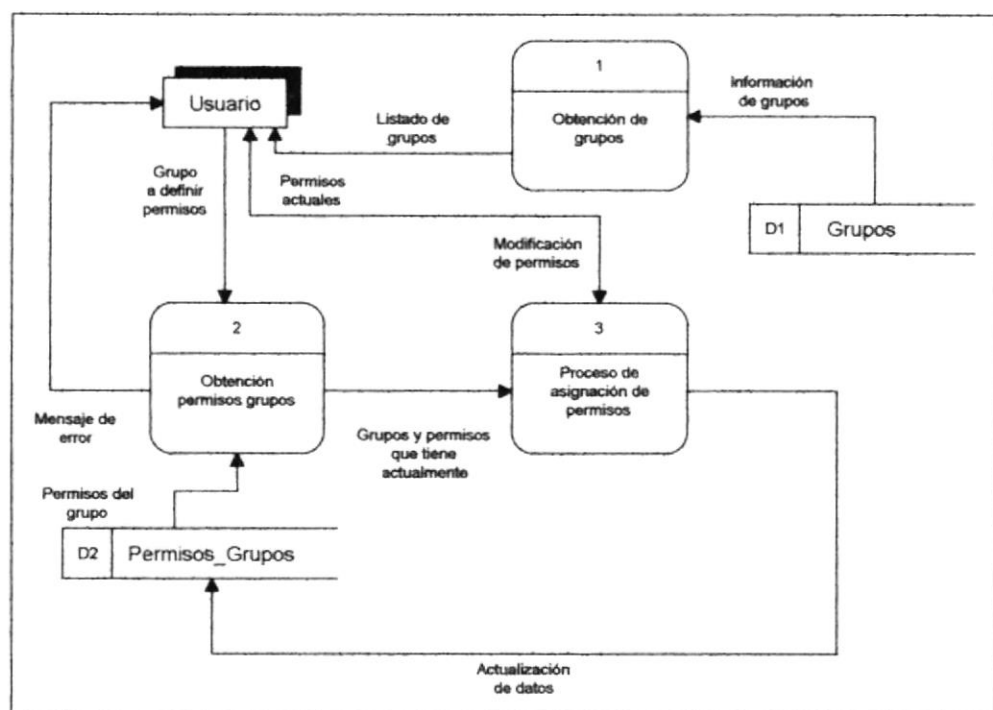 1
Usuario
Información
de grupos
Listado de
grupos
Obtención de
grupos
Grupo
a definir
permisos
Permisos
actuales
D1
Grupos
Modificación
de permisos
2
3
Obtención
permisos grupos
Proceso de
asignación de
permisos
Mensaje de
error
Grupos y permisos
que tiene
actualmente
Permisos del
grupo
D2
Permisos_Grupos
Actualización
de datos